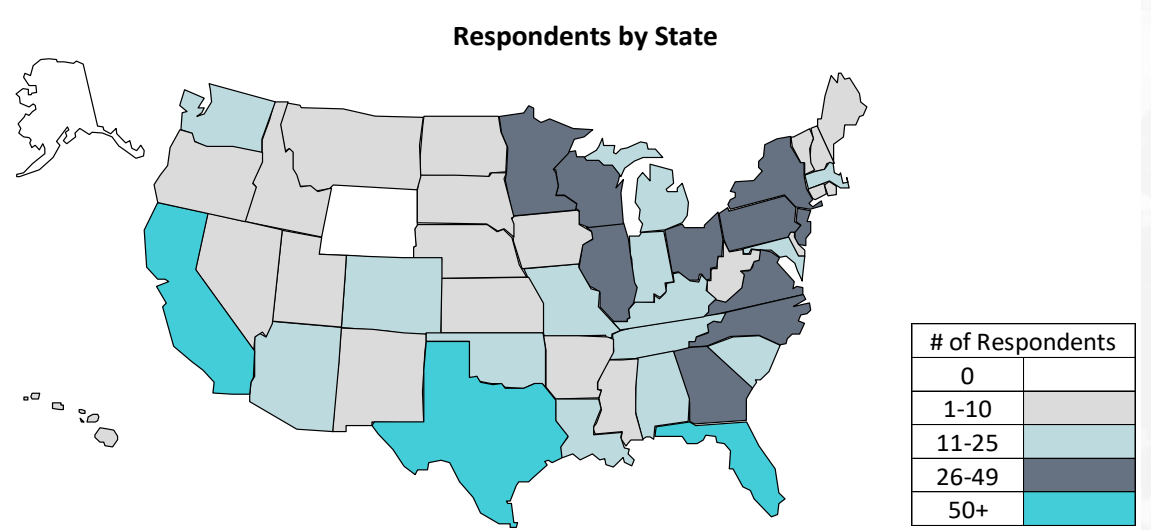 Respondents by State
# of Respondents
0
1-10
11-25
26-49
50+